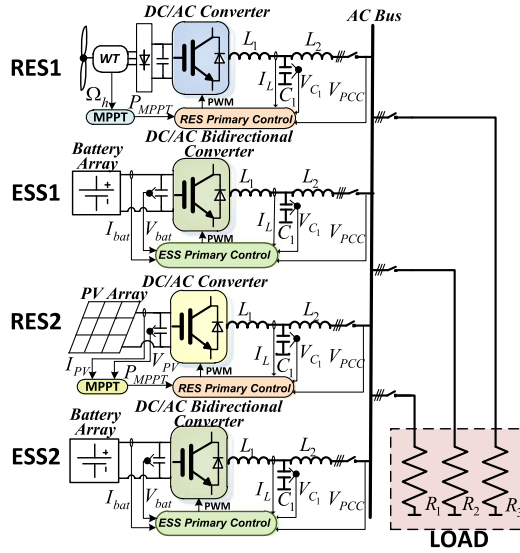 DC/AC Converter
AC Bus
RES1
WT
L1
L2
Ωh
PMPPT
PWM
IL
C1
VC1
VPCC
MPPT
RES Primary Control
DC/AC Bidirectional
Converter
Battery
Array
ESS1
L1
L2
Ibat
Vbat
PWM
IL
C1
VC1
VPCC
ESS Primary Control
DC/AC Converter
PV Array
RES2
L1
L2
IPV
PMPPT
VPV
PWM
IL
C1
VC1
VPCC
MPPT
RES Primary Control
DC/AC Bidirectional
Converter
Battery
Array
ESS2
L1
L2
Ibat
Vbat
PWM
IL
C1
VC1
VPCC
ESS Primary Control
R1
R2
R3
LOAD